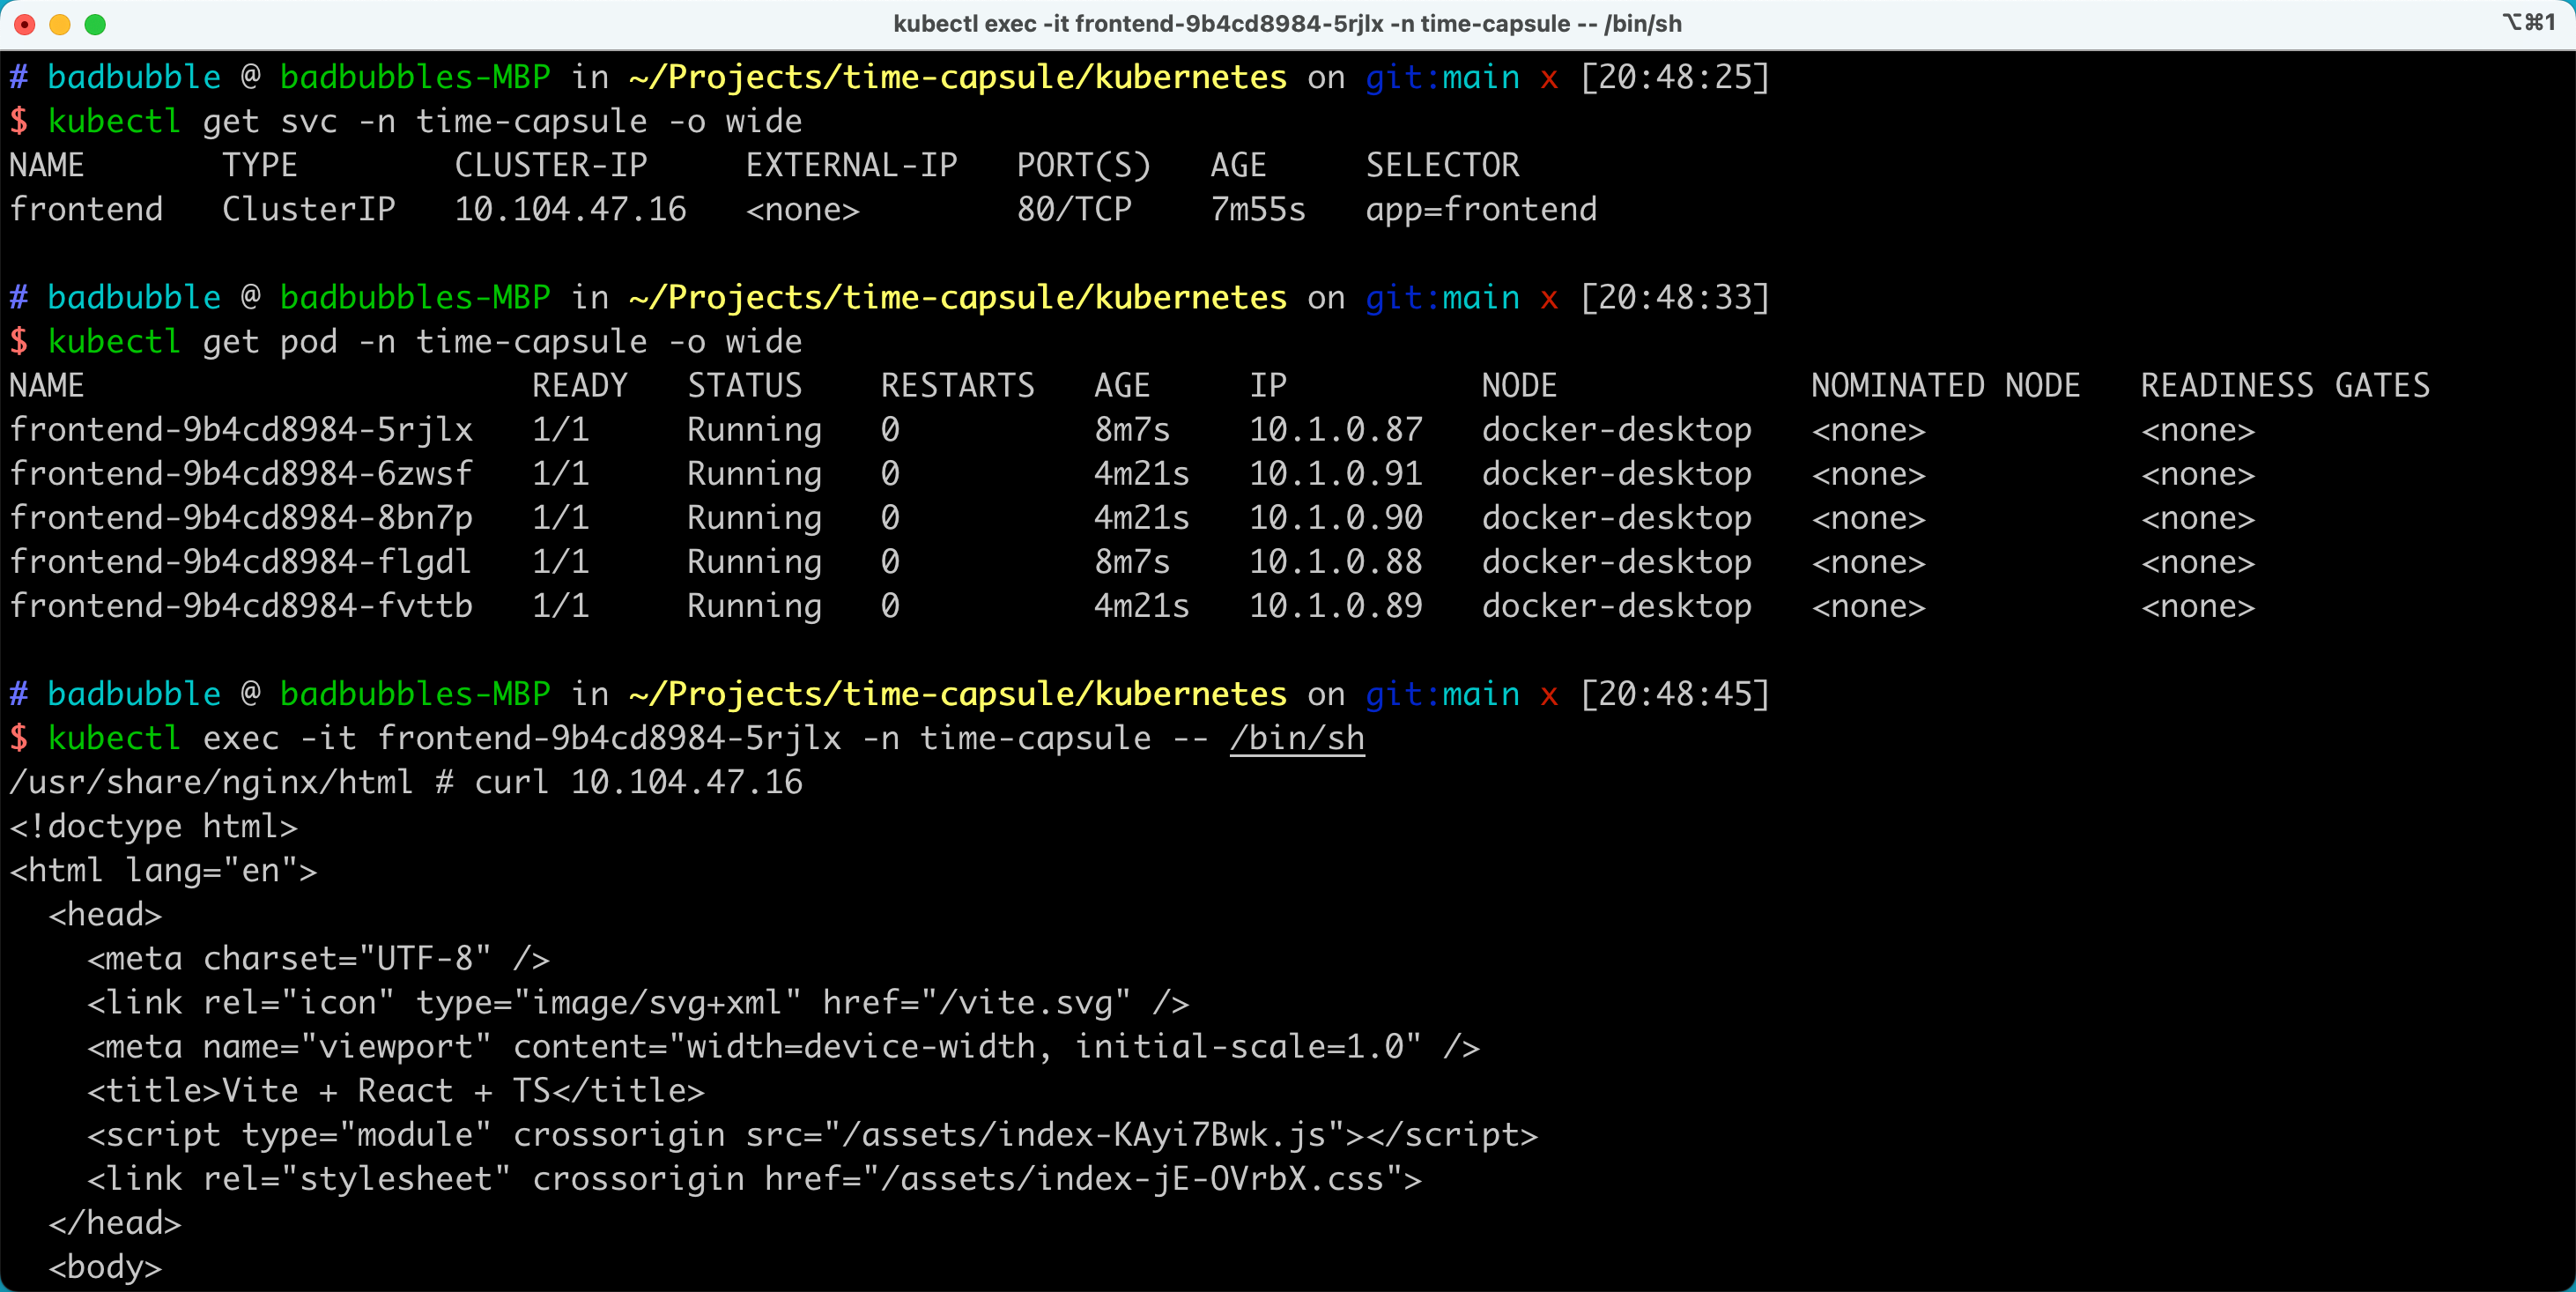 kubectl exec -it frontend-9b4cd8984-5rjlx -n time-capsule -- /bin/sh
⌥⌘1
# badbubble @ badbubbles-MBP in ~/Projects/time-capsule/kubernetes on git:main x [20:48:25]
$ kubectl get svc -n time-capsule -o wide
NAME       TYPE        CLUSTER-IP     EXTERNAL-IP   PORT(S)   AGE     SELECTOR
frontend   ClusterIP   10.104.47.16   <none>        80/TCP    7m55s   app=frontend
# badbubble @ badbubbles-MBP in ~/Projects/time-capsule/kubernetes on git:main x [20:48:33]
$ kubectl get pod -n time-capsule -o wide
NAME                       READY   STATUS    RESTARTS   AGE     IP          NODE             NOMINATED NODE   READINESS GATES
frontend-9b4cd8984-5rjlx   1/1     Running   0          8m7s    10.1.0.87   docker-desktop   <none>           <none>
frontend-9b4cd8984-6zwsf   1/1     Running   0          4m21s   10.1.0.91   docker-desktop   <none>           <none>
frontend-9b4cd8984-8bn7p   1/1     Running   0          4m21s   10.1.0.90   docker-desktop   <none>           <none>
frontend-9b4cd8984-flgdl   1/1     Running   0          8m7s    10.1.0.88   docker-desktop   <none>           <none>
frontend-9b4cd8984-fvttb   1/1     Running   0          4m21s   10.1.0.89   docker-desktop   <none>           <none>
# badbubble @ badbubbles-MBP in ~/Projects/time-capsule/kubernetes on git:main x [20:48:45]
$ kubectl exec -it frontend-9b4cd8984-5rjlx -n time-capsule -- /bin/sh
/usr/share/nginx/html # curl 10.104.47.16
<!doctype html>
<html lang="en">
  <head>
    <meta charset="UTF-8" />
    <link rel="icon" type="image/svg+xml" href="/vite.svg" />
    <meta name="viewport" content="width=device-width, initial-scale=1.0" />
    <title>Vite + React + TS</title>
    <script type="module" crossorigin src="/assets/index-KAyi7Bwk.js"></script>
    <link rel="stylesheet" crossorigin href="/assets/index-jE-OVrbX.css">
  </head>
  <body>